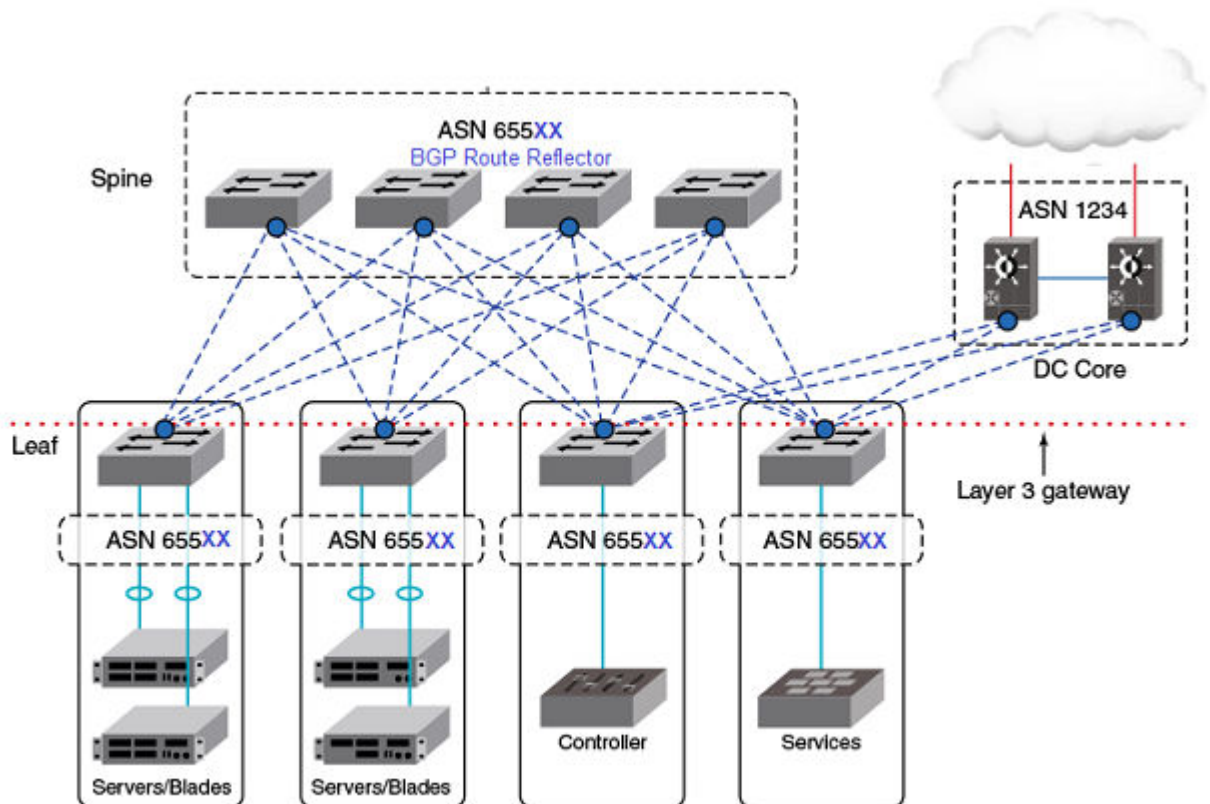 ASN 655XX
BGP Route Reflector
Spine
ASN 1234
DC Core
Leaf
Layer 3 gateway
ASN 655XX
ASN 655XX
ASN 655XX
ASN 655XX
Controller
Services
Servers/Blades
Servers/Blades